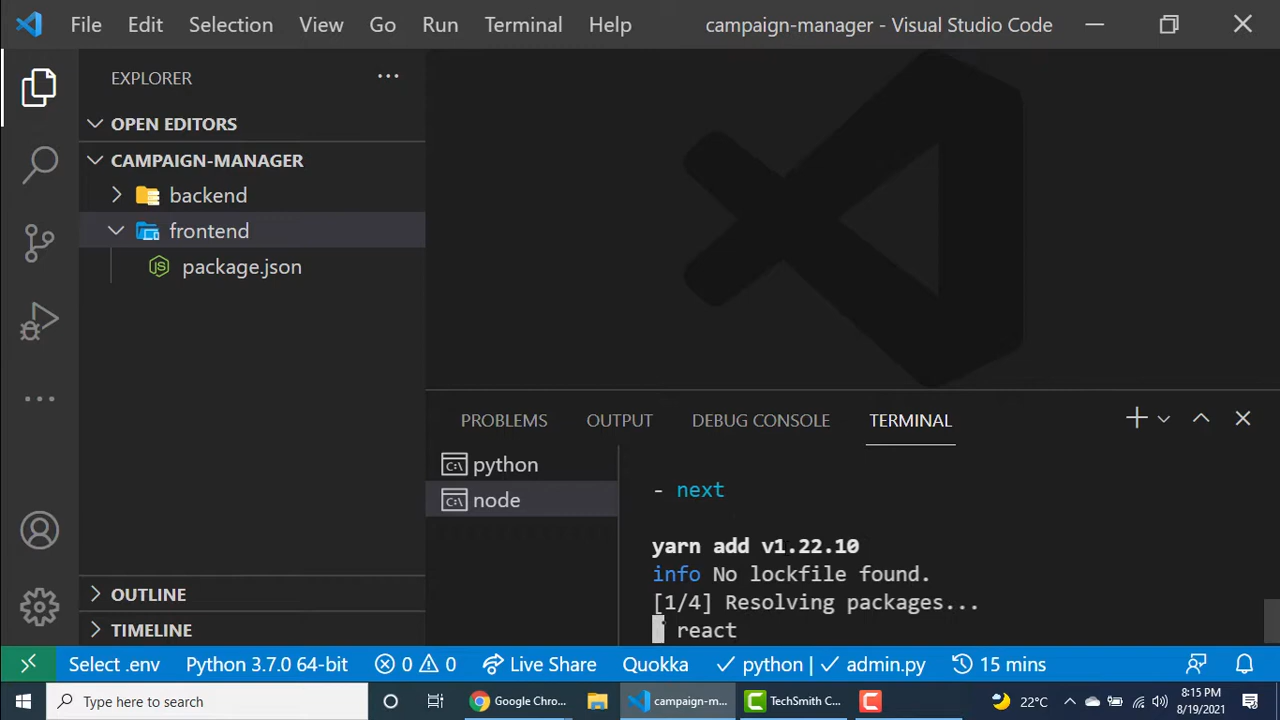 File Edit Selection View Go Run Terminal Help campaign-manager - Visual Studio Code
EXPLORER
OPEN EDITORS
CAMPAIGN-MANAGER
backend
frontend
JS package.json
OUTLINE
TIMELINE
PROBLEMS OUTPUT DEBUG CONSOLE TERMINAL
C:\ python
C:\ node
- next
yarn add v1.22.10
info No lockfile found.
[1/4] Resolving packages...
react
Select .env Python 3.7.0 64-bit 0 0 Live Share Quokka ✓ python | ✓ admin.py 15 mins
Type here to search
Google Chro...
campaign-m...
TechSmith C...
22°C
8:15 PM
8/19/2021